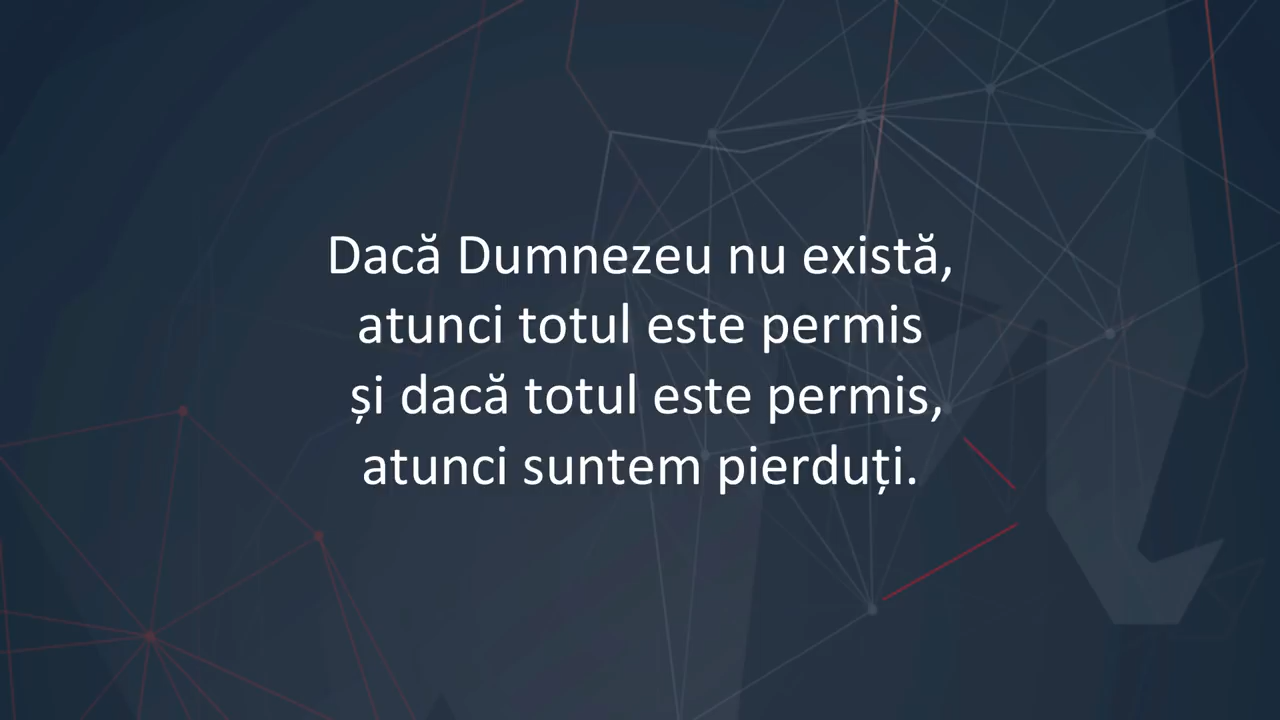 Dacă Dumnezeu nu există,
atunci totul este permis
și dacă totul este permis,
atunci suntem pierduți.